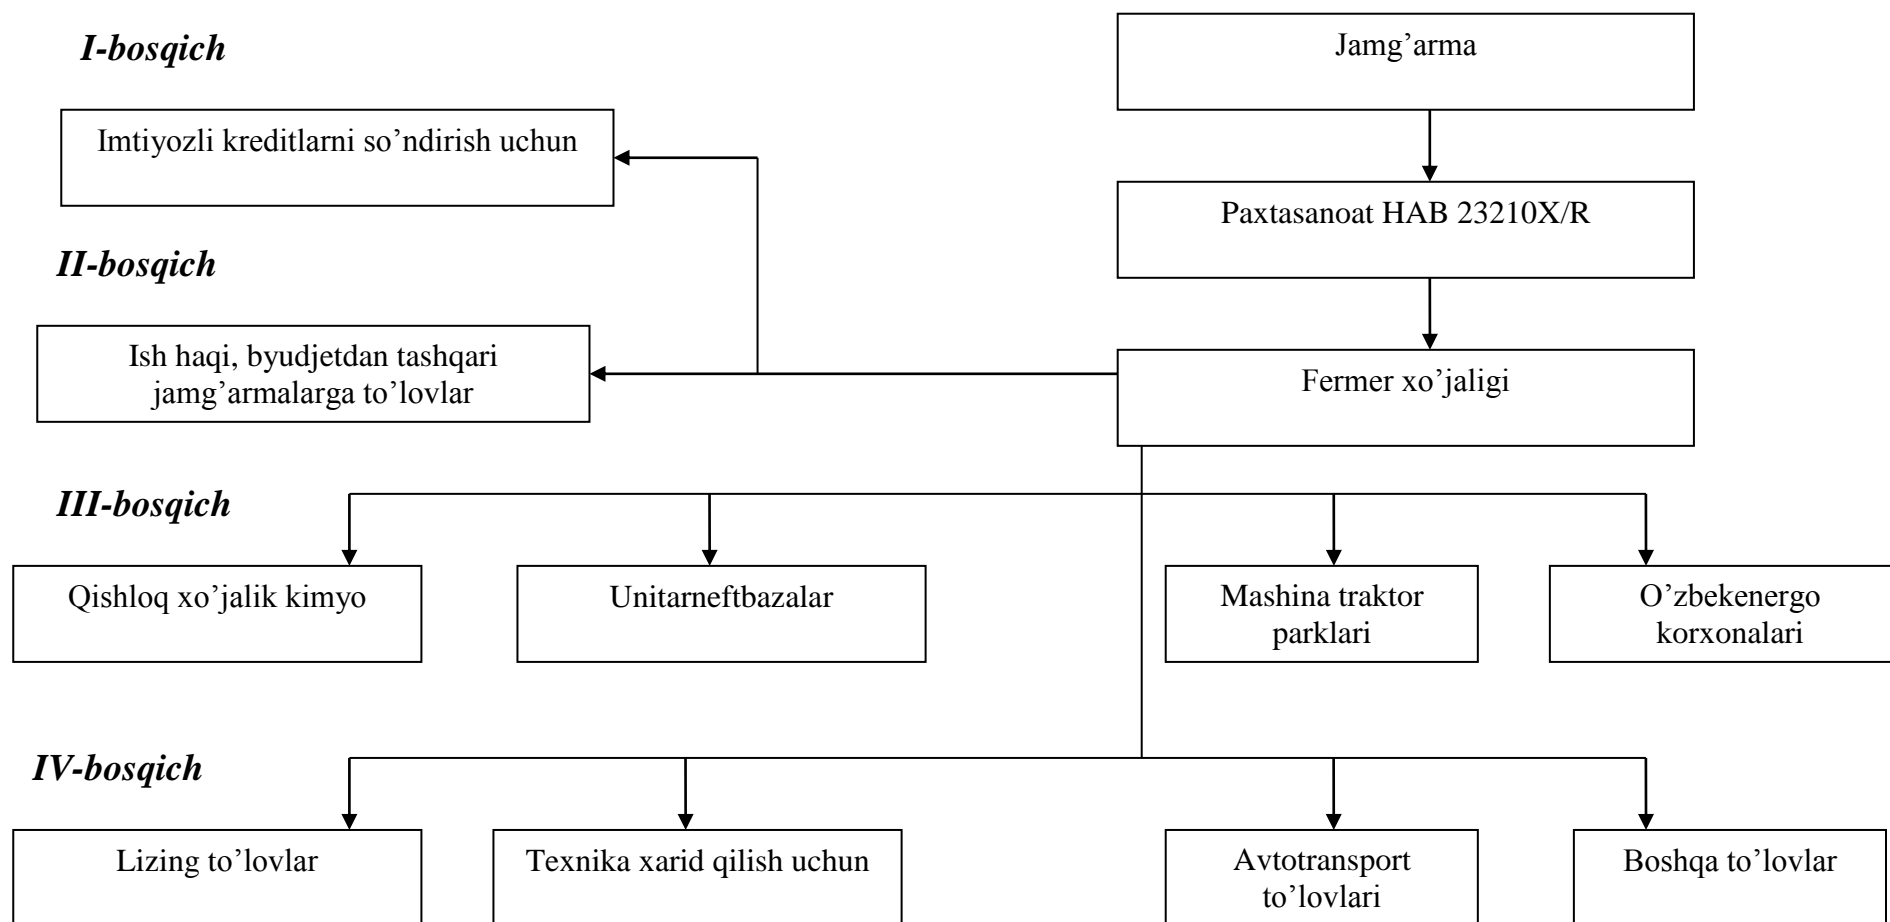 I-bosqich
Jamg’arma
Imtiyozli kreditlarni so’ndirish uchun
Paxtasanoat HAB 23210X/R
II-bosqich
Ish haqi, byudjetdan tashqari
jamg’armalarga to’lovlar
Fermer xo’jaligi
III-bosqich
Qishloq xo’jalik kimyo
Unitarneftbazalar
Mashina traktor
parklari
O’zbekenergo
korxonalari
IV-bosqich
Lizing to’lovlar
Texnika xarid qilish uchun
Avtotransport
to’lovlari
Boshqa to’lovlar